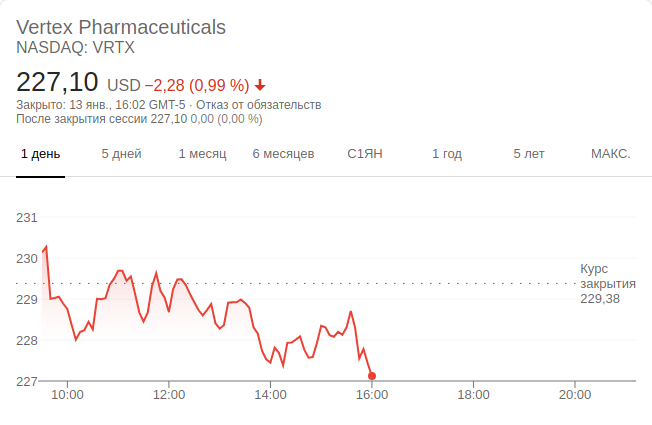 Vertex Pharmaceuticals
NASDAQ: VRTX
227,10 USD −2,28 (0,99 %)
Закрыто: 13 янв., 16:02 GMT-5 · Отказ от обязательств
После закрытия сессии 227,10 0,00 (0,00 %)
1 день 5 дней 1 месяц 6 месяцев С1ЯН 1 год 5 лет МАКС.
231
230
Курс
закрытия
229,38
229
228
227
10:00 12:00 14:00 16:00 18:00 20:00